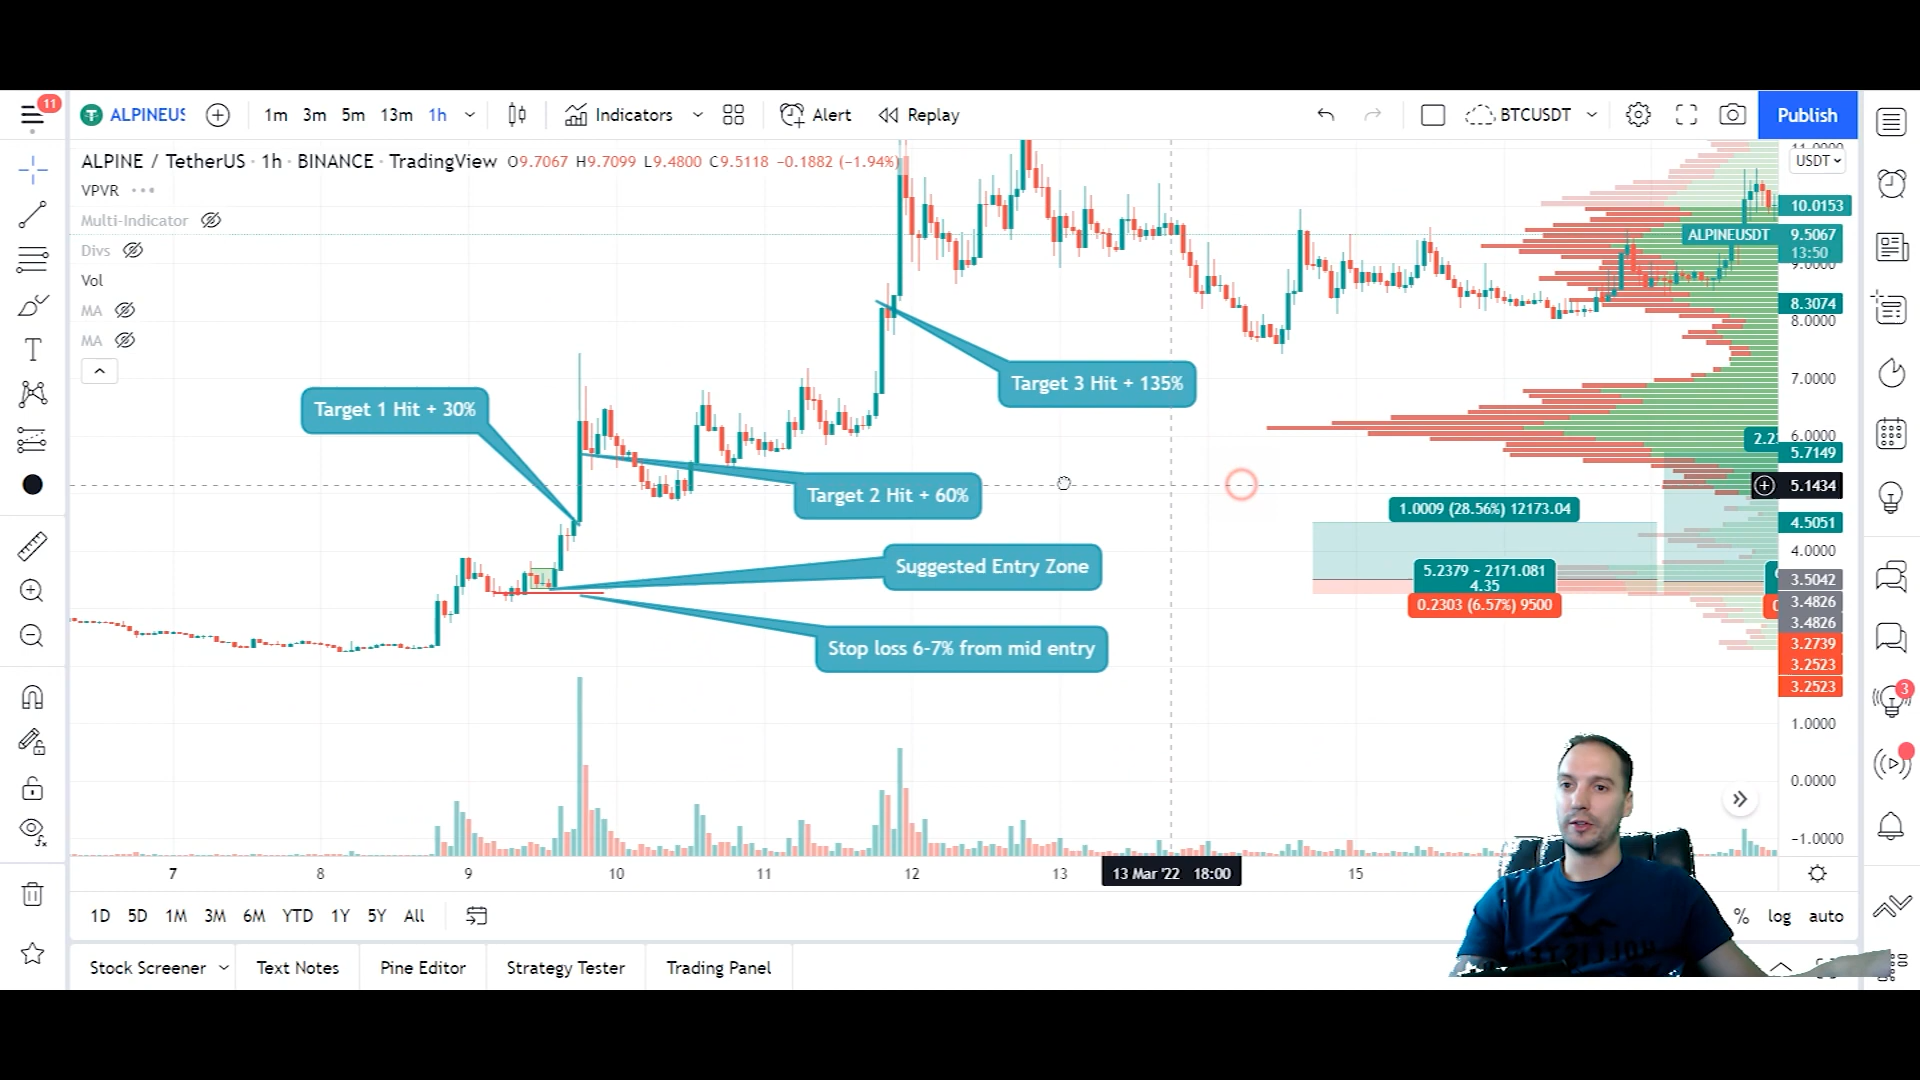 11
ALPINEUS
1m 3m 5m 13m 1h
Indicators
Alert
Replay
BTCUSDT
Publish
ALPINE / TetherUS · 1h · BINANCE · TradingView O9.7067 H9.7099 L9.4800 C9.5118 −0.1882 (−1.94%)
USDT
VPVR
Multi-Indicator
Divs
Vol
MA
MA
10.0153
ALPINEUSDT 9.5067
13:50
9.0000
8.3074
8.0000
7.0000
6.0000
5.7149
5.1434
4.5051
4.0000
3.5042
3.4826
3.4826
3.2739
3.2523
3.2523
1.0000
0.0000
−1.0000
Target 1 Hit + 30%
Target 3 Hit + 135%
Target 2 Hit + 60%
Suggested Entry Zone
Stop loss 6-7% from mid entry
1.0009 (28.56%) 12173.04
5.2379 ~ 2171.081
4.35
0.2303 (6.57%) 9500
3
7 8 9 10 11 12 13 13 Mar '22 18:00 15
1D 5D 1M 3M 6M YTD 1Y 5Y All
% log auto
Stock Screener Text Notes Pine Editor Strategy Tester Trading Panel